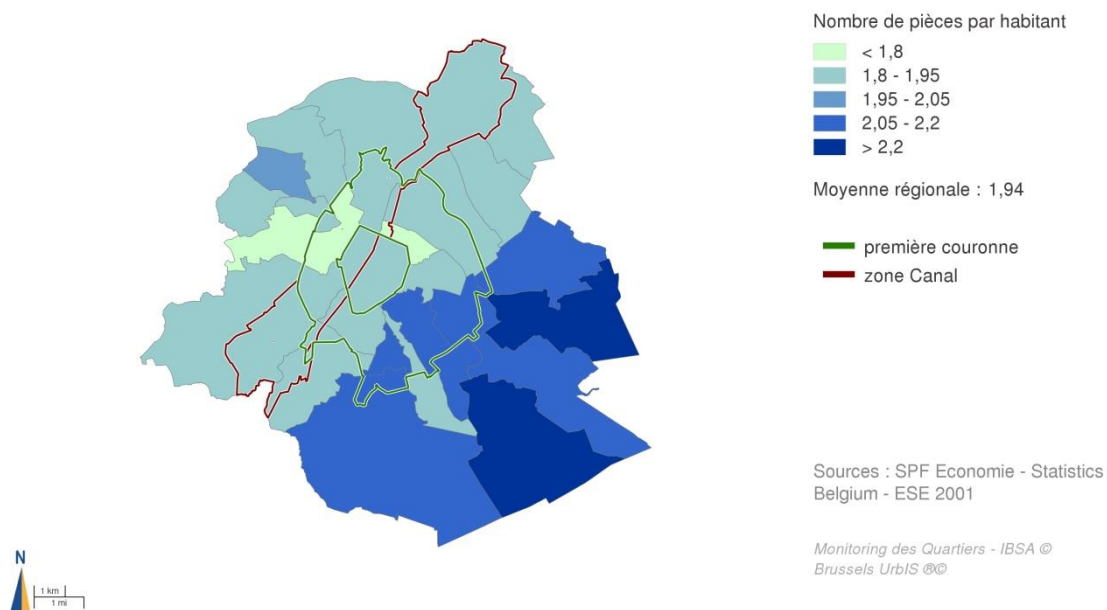 Nombre de pièces par habitant
< 1,8
1,8 - 1,95
1,95 - 2,05
2,05 - 2,2
> 2,2
Moyenne régionale : 1,94
première couronne
zone Canal
Sources : SPF Economie - Statistics
Belgium - ESE 2001
Monitoring des Quartiers - IBSA ©
Brussels UrbIS ®©
N
1 km
1 mi